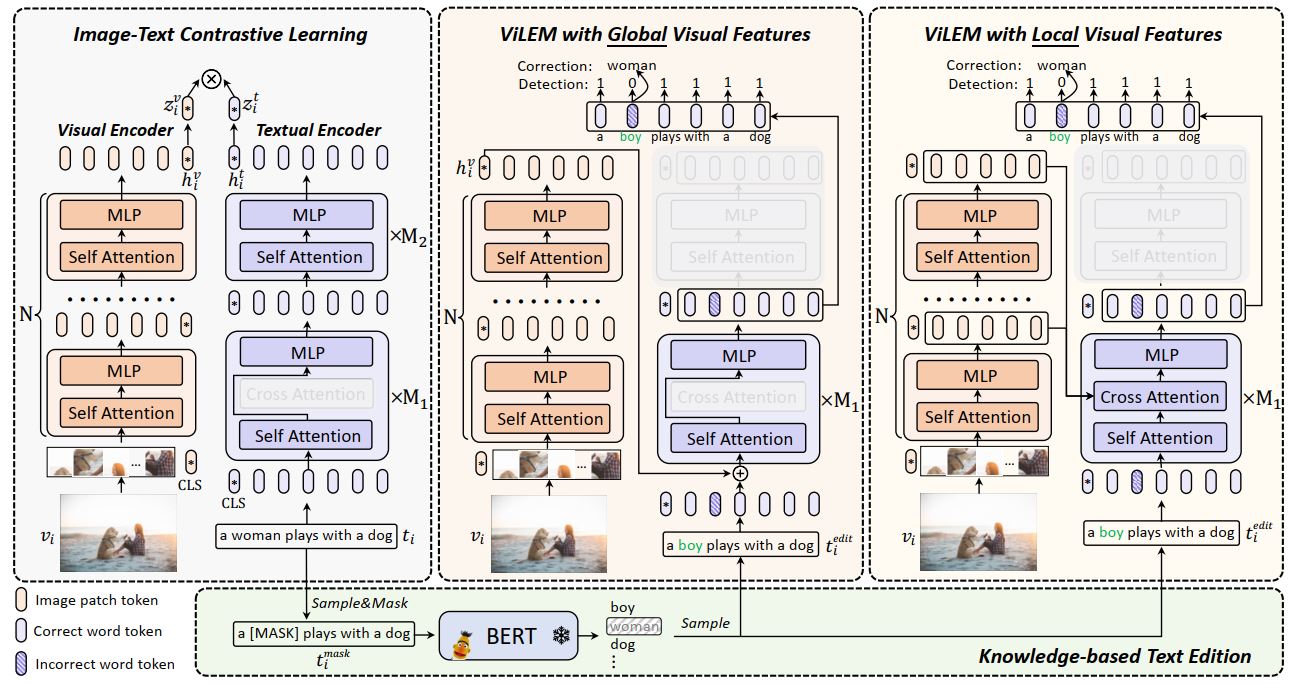 Image-Text Contrastive Learning
z_i^v
z_i^t
Visual Encoder
Textual Encoder
* *
* *
h_i^v
h_i^t
MLP
Self Attention
MLP
Self Attention
×M₂
N
*
*
MLP
Self Attention
MLP
Cross Attention
Self Attention
×M₁
...
*
CLS
*
CLS
v_i
a woman plays with a dog
t_i
ViLEM with Global Visual Features
Correction: woman
Detection: 1 0 1 1 1 1
a boy plays with a dog
h_i^v
*
*
MLP
Self Attention
MLP
Self Attention
N
*
*
MLP
Self Attention
MLP
Cross Attention
Self Attention
×M₁
*
...
*
v_i
a boy plays with a dog
t_i^edit
ViLEM with Local Visual Features
Correction: woman
Detection: 1 0 1 1 1 1
a boy plays with a dog
*
*
MLP
Self Attention
MLP
Self Attention
N
*
*
MLP
Self Attention
MLP
Cross Attention
Self Attention
×M₁
*
...
*
v_i
a boy plays with a dog
t_i^edit
Image patch token
Correct word token
Incorrect word token
Sample&Mask
a [MASK] plays with a dog
t_i^mask
BERT
boy
woman
dog
Sample
Knowledge-based Text Edition